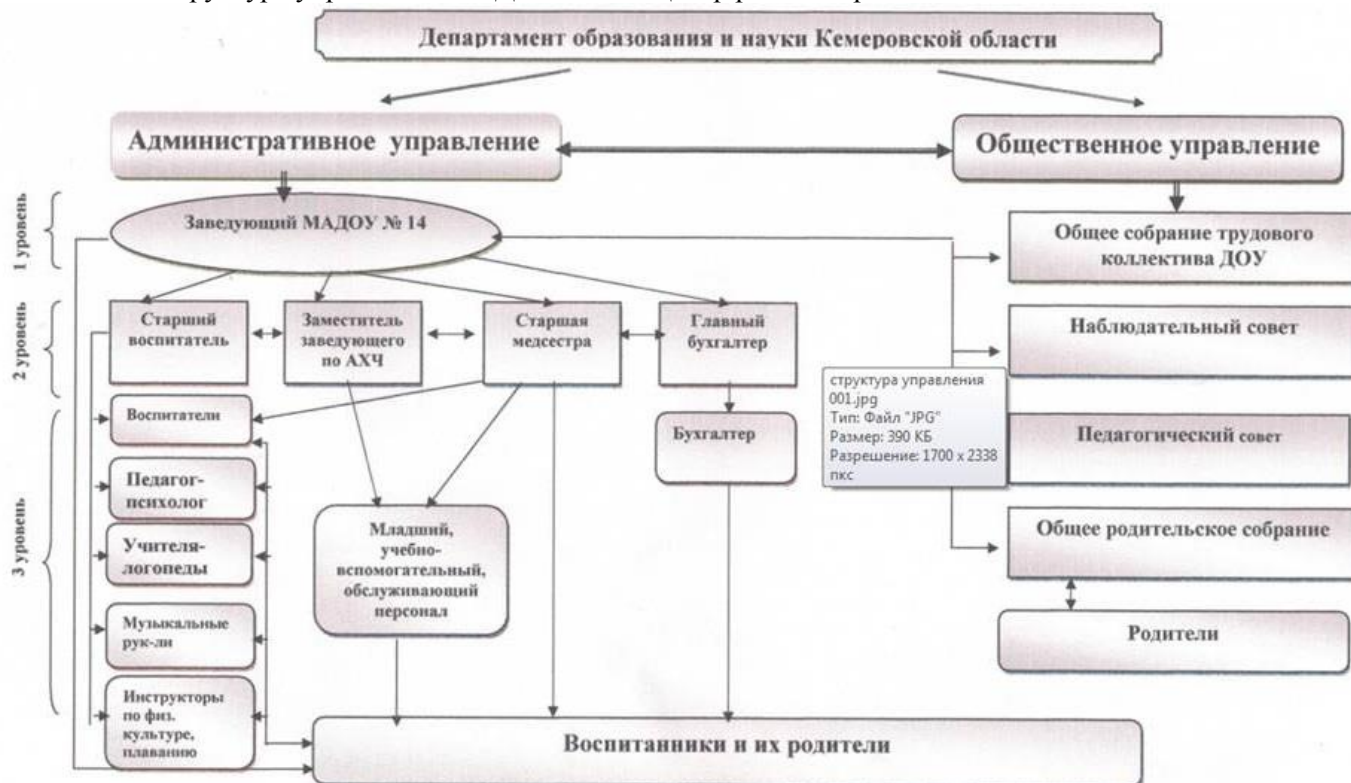 Департамент образования и науки Кемеровской области
Административное управление
Общественное управление
1 уровень
Заведующий МАДОУ № 14
Общее собрание трудового
коллектива ДОУ
2 уровень
Старший
воспитатель
Заместитель
заведующего
по АХЧ
Старшая
медсестра
Главный
бухгалтер
Наблюдательный совет
структура управления
001.jpg
Тип: Файл "JPG"
Размер: 390 КБ
Разрешение: 1700 x 2338
пкс
3 уровень
Воспитатели
Бухгалтер
Педагогический совет
Педагог-
психолог
Учителя-
логопеды
Младший,
учебно-
вспомогательный,
обслуживающий
персонал
Общее родительское собрание
Музыкальные
рук-ли
Родители
Инструкторы
по физ.
культуре,
плаванию
Воспитанники и их родители